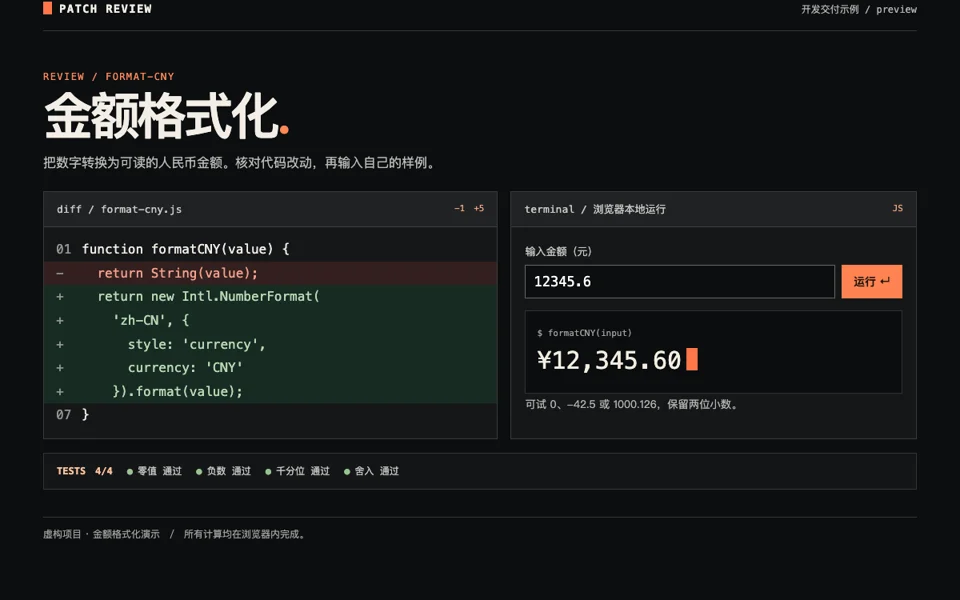 PATCH REVIEW
开发交付示例 / preview
REVIEW / FORMAT-CNY
金额格式化.
把数字转换为可读的人民币金额。核对代码改动，再输入自己的样例。
diff / format-cny.js
−1 +5
01 function formatCNY(value) {
− return String(value);
+ return new Intl.NumberFormat(
+ 'zh-CN', {
+ style: 'currency',
+ currency: 'CNY'
+ }).format(value);
07 }
terminal / 浏览器本地运行
JS
输入金额（元）
12345.6
运行 ↵
$ formatCNY(input)
¥12,345.60
可试 0、−42.5 或 1000.126，保留两位小数。
TESTS 4/4 ● 零值 通过 ● 负数 通过 ● 千分位 通过 ● 舍入 通过
虚构项目 · 金额格式化演示 / 所有计算均在浏览器内完成。